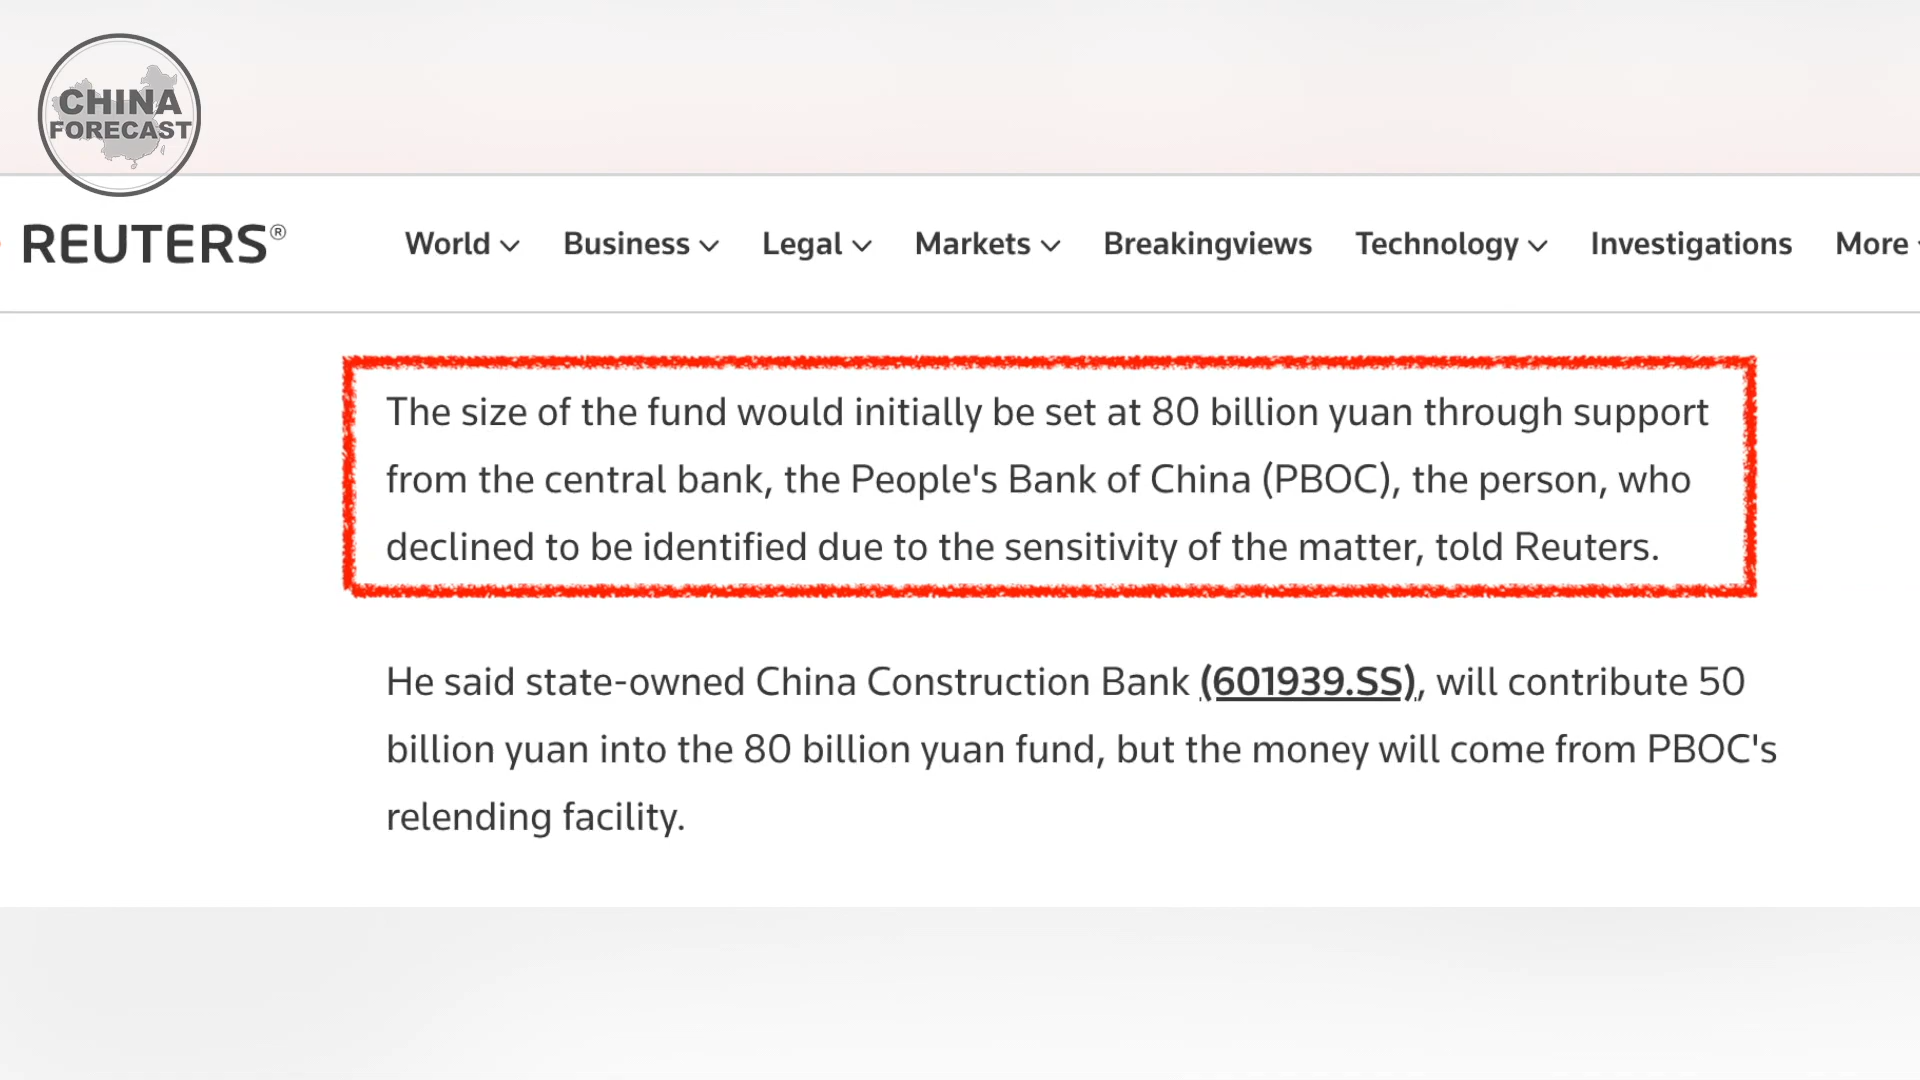 CHINA
FORECAST
REUTERS®
World Business Legal Markets Breakingviews Technology Investigations More
The size of the fund would initially be set at 80 billion yuan through support
from the central bank, the People's Bank of China (PBOC), the person, who
declined to be identified due to the sensitivity of the matter, told Reuters.
He said state-owned China Construction Bank (601939.SS), will contribute 50
billion yuan into the 80 billion yuan fund, but the money will come from PBOC's
relending facility.